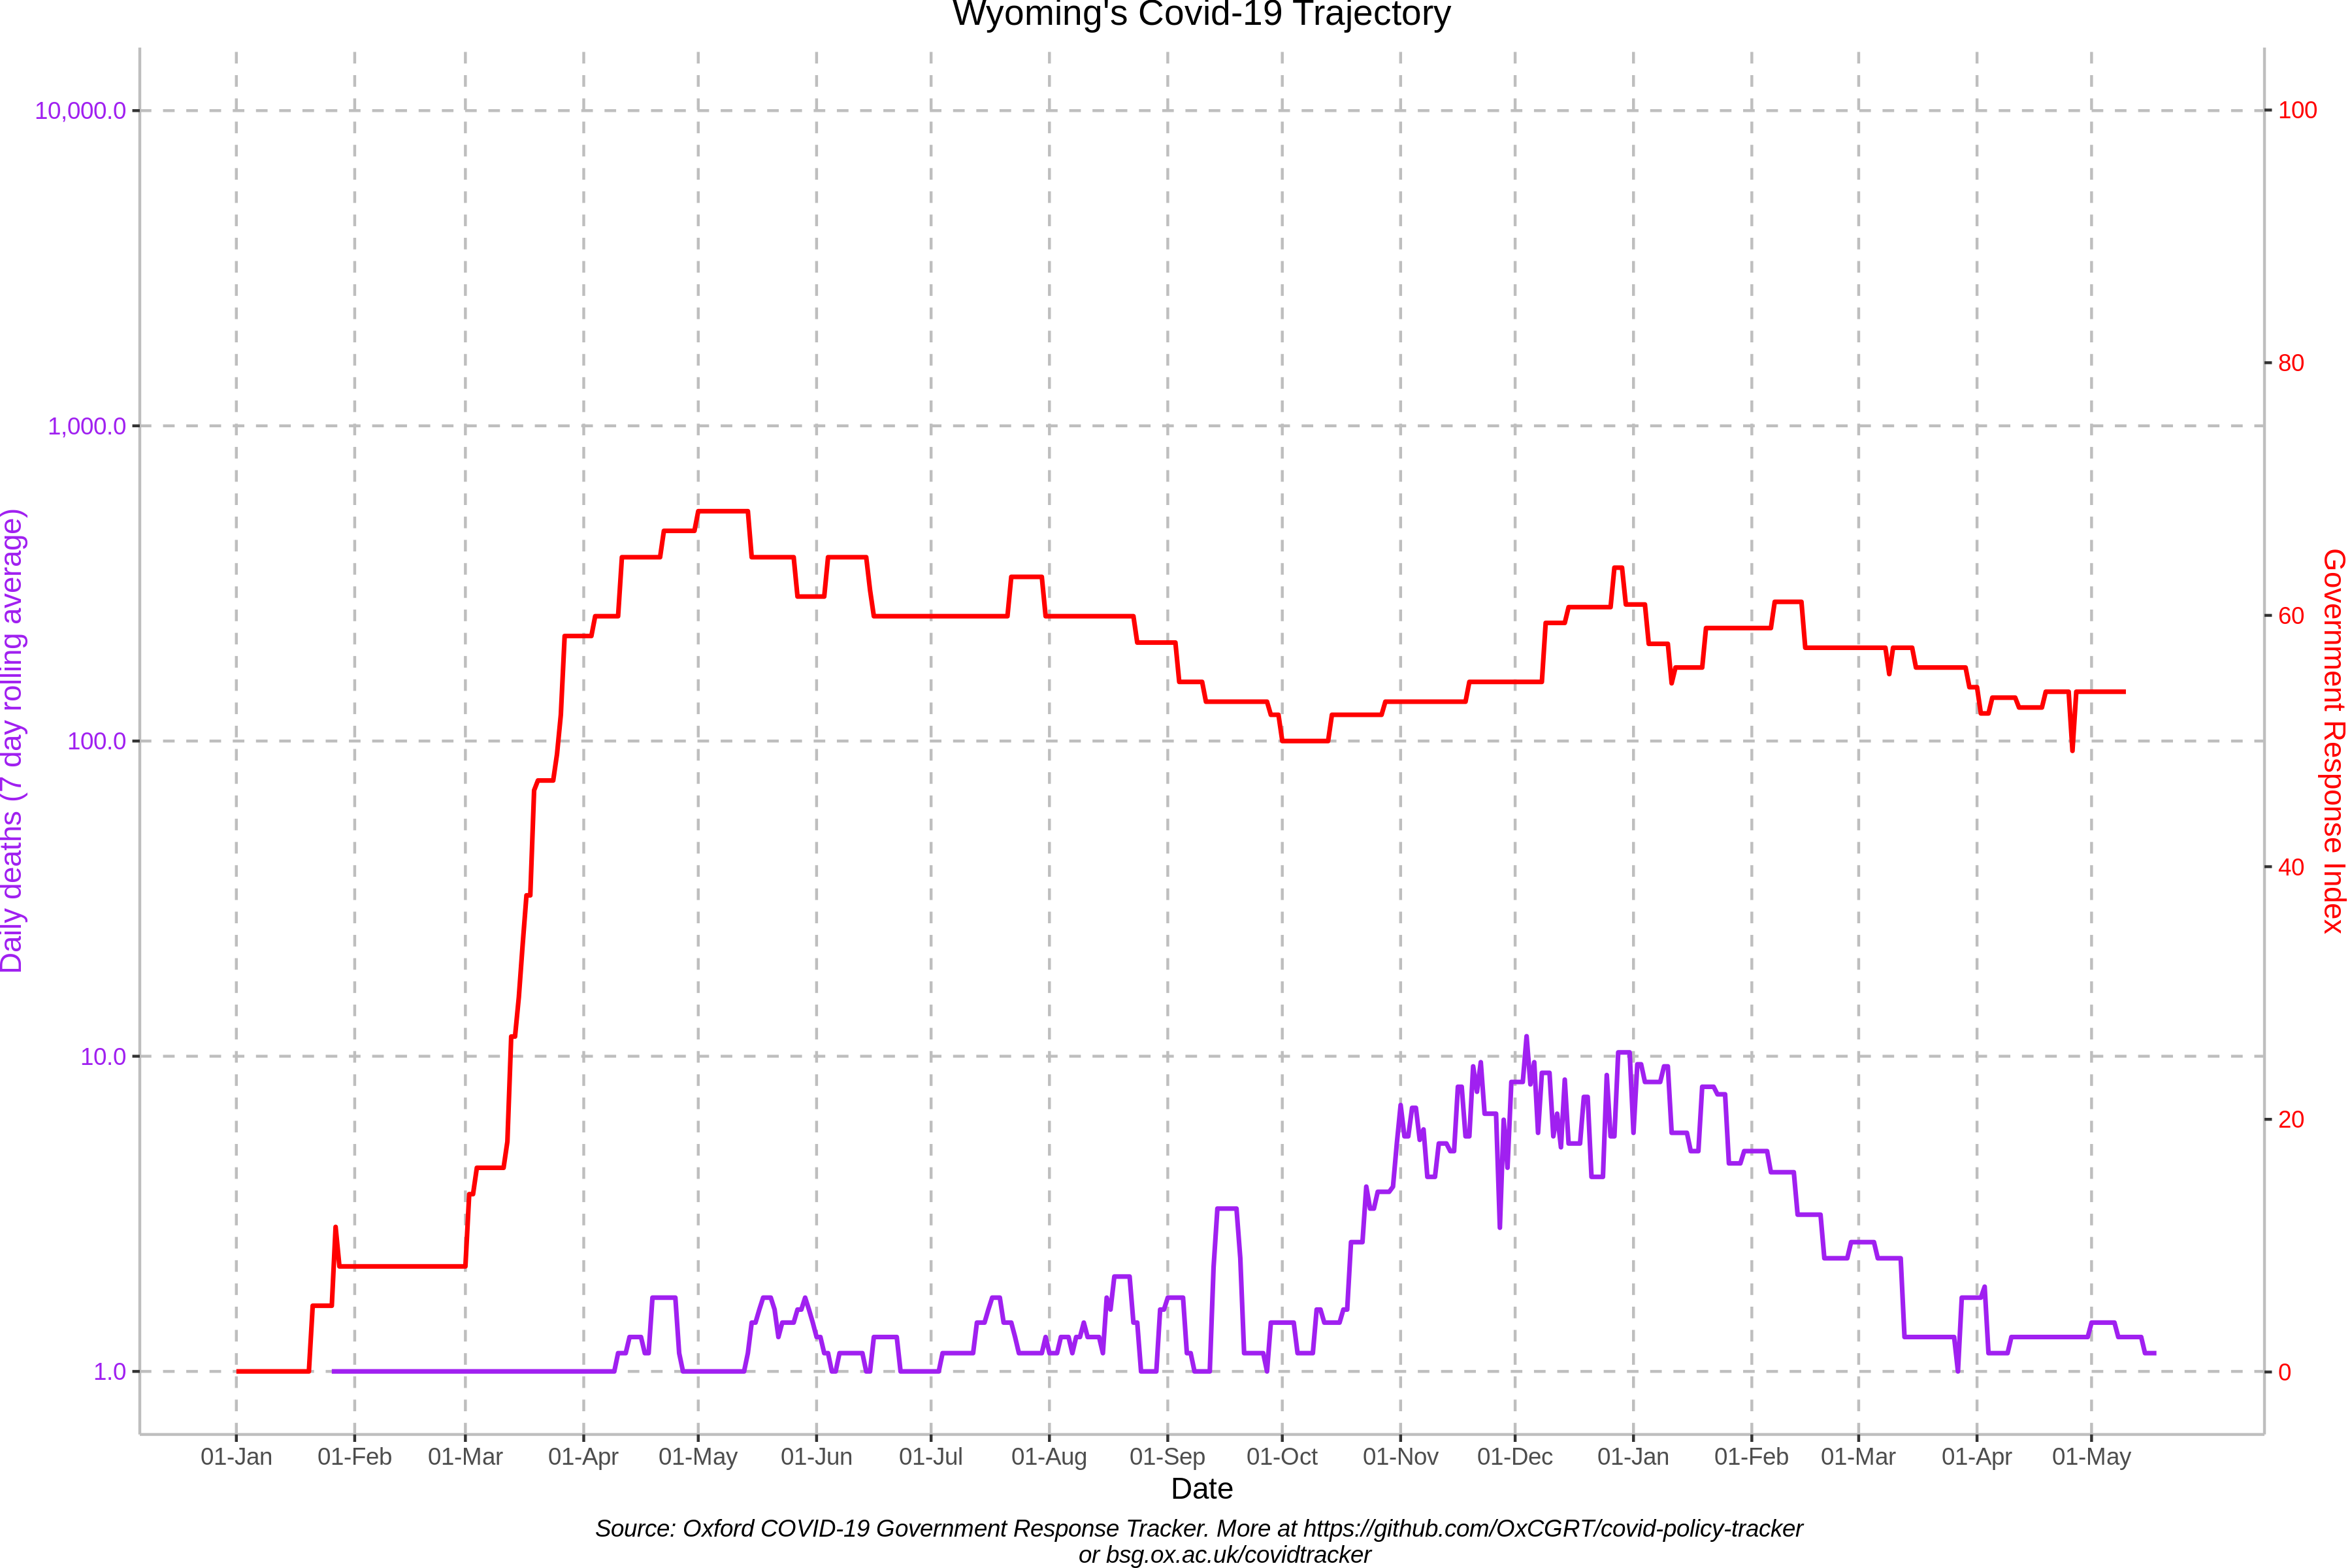 Wyoming's Covid-19 Trajectory
10,000.0
1,000.0
100.0
10.0
1.0
Daily deaths (7 day rolling average)
100
80
60
40
20
0
Government Response Index
01-Jan 01-Feb 01-Mar 01-Apr 01-May 01-Jun 01-Jul 01-Aug 01-Sep 01-Oct 01-Nov 01-Dec 01-Jan 01-Feb 01-Mar 01-Apr 01-May
Date
Source: Oxford COVID-19 Government Response Tracker. More at https://github.com/OxCGRT/covid-policy-tracker
or bsg.ox.ac.uk/covidtracker